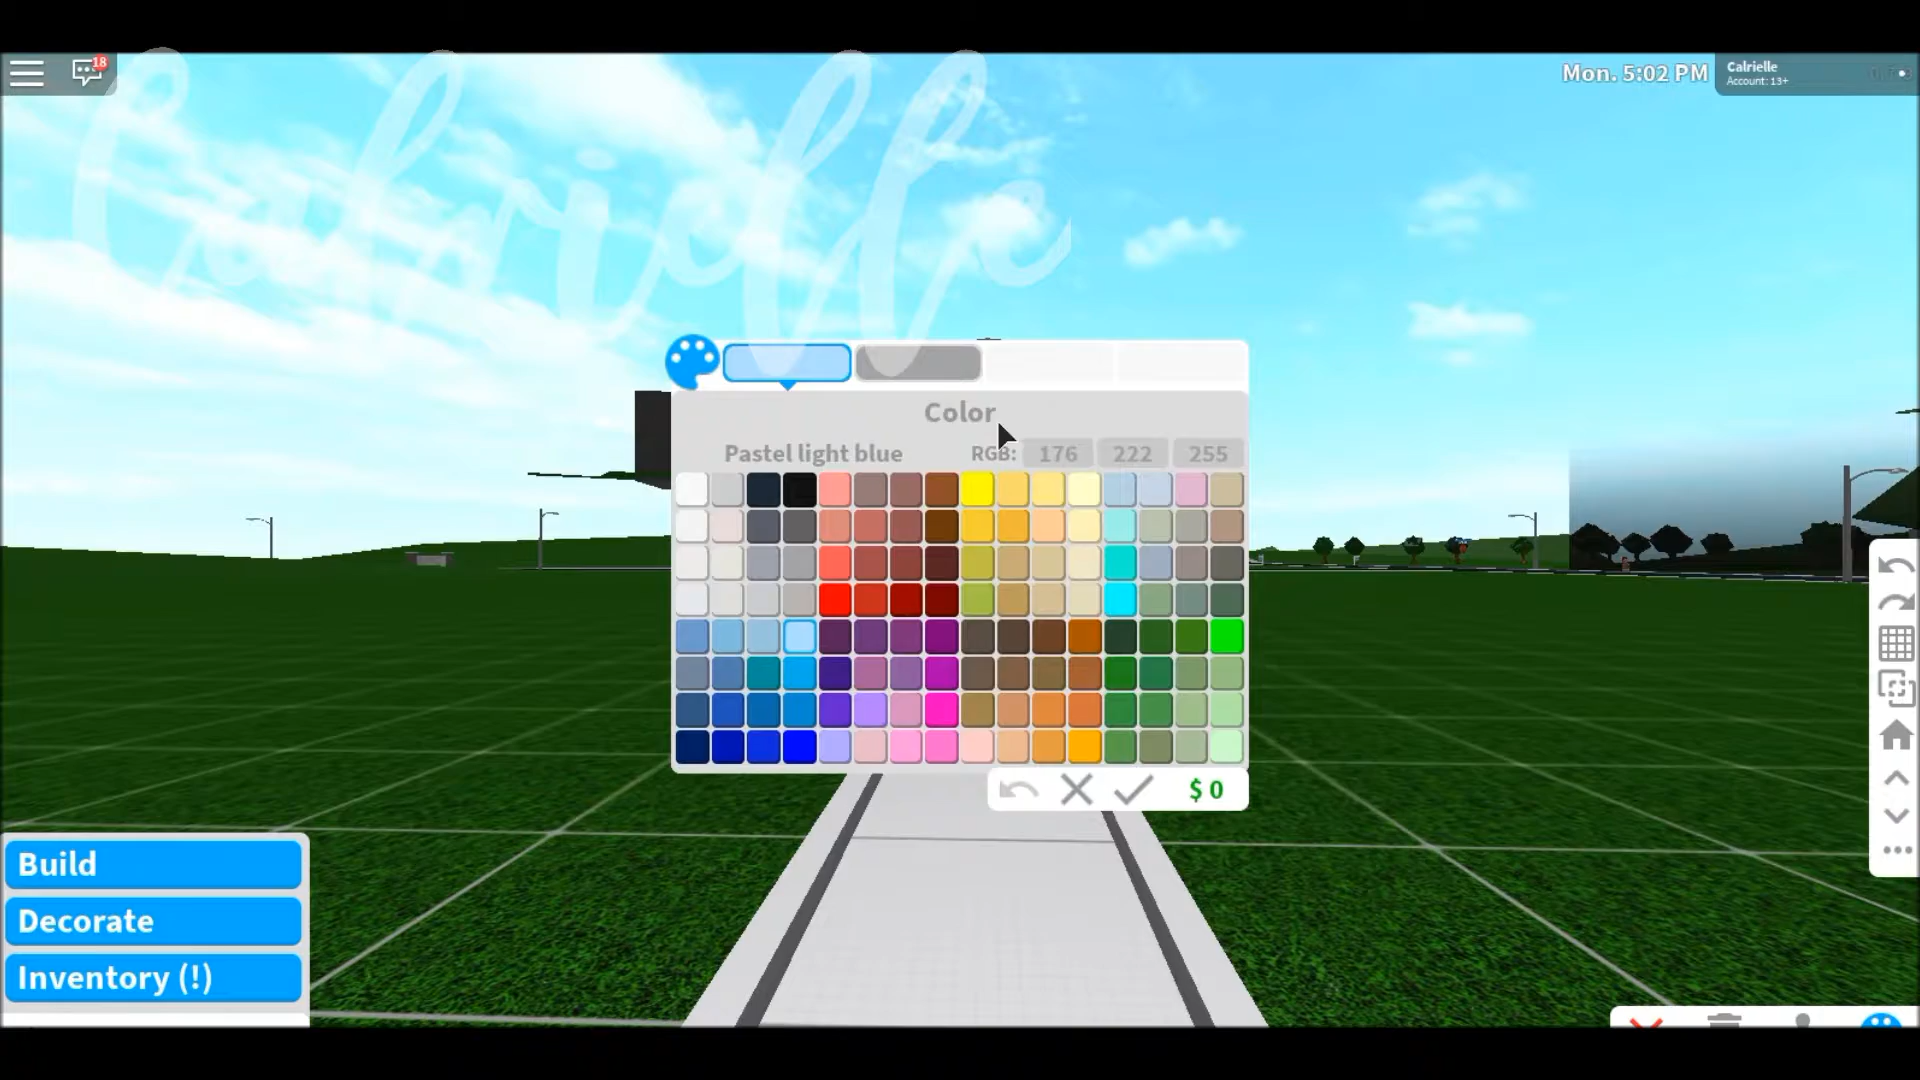 18
Mon. 5:02 PM
Calrielle
Account: 13+
Calrielle
Color
Pastel light blue RGB: 176 222 255
$ 0
Build
Decorate
Inventory (!)